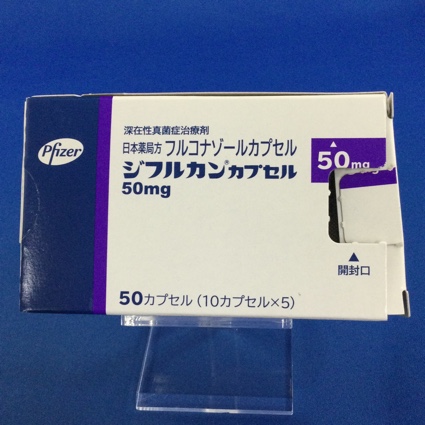 Pfizer
深在性真菌症治療剤
日本薬局方 フルコナゾールカプセル
ジフルカン®カプセル
50mg
50カプセル（10カプセル×5）
▲
50mg
▲
開封口